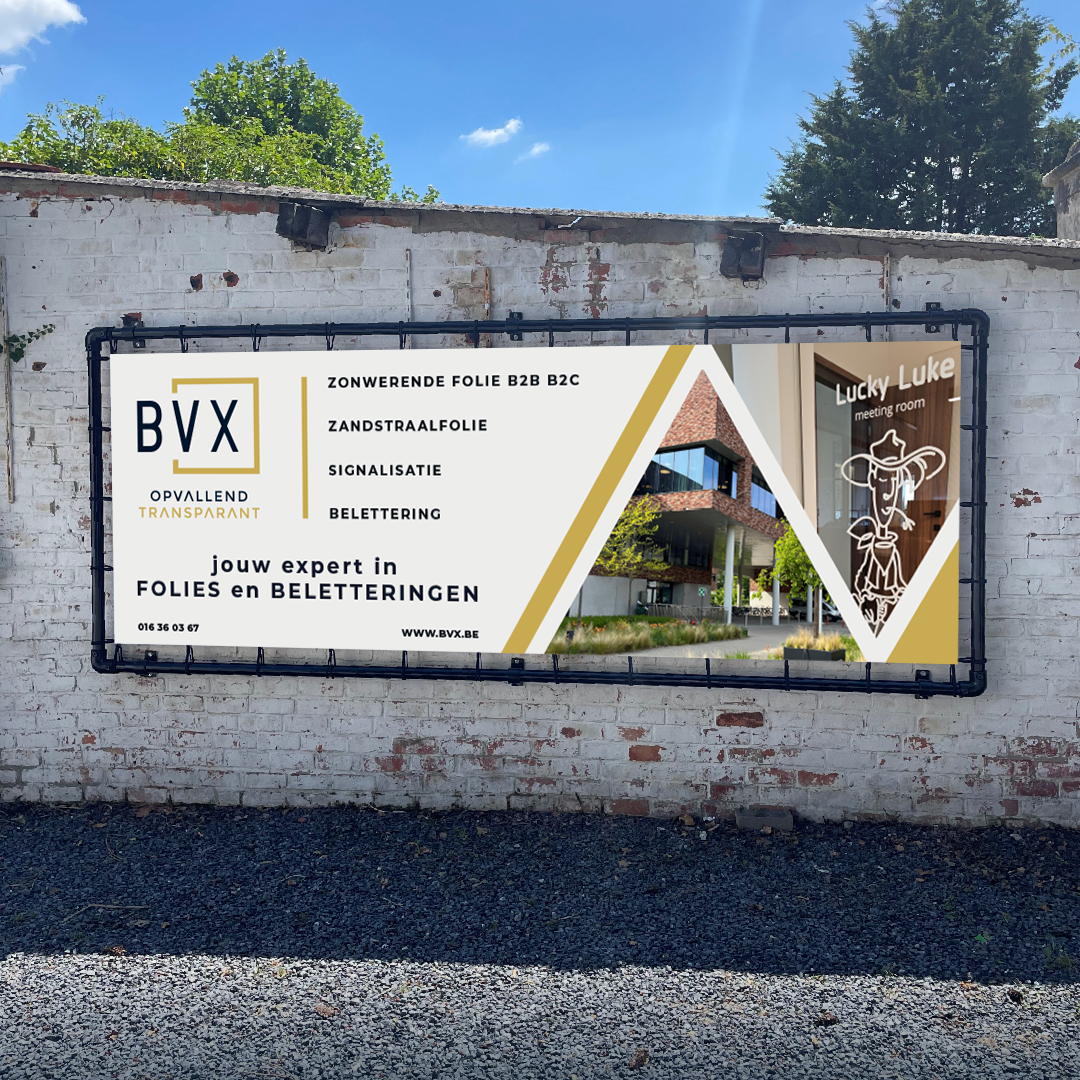 BVX
OPVALLEND
TRANSPARANT
ZONWERENDE FOLIE B2B B2C
ZANDSTRAALFOLIE
SIGNALISATIE
BELETTERING
jouw expert in
FOLIES en BELETTERINGEN
016 36 03 67
WWW.BVX.BE
Lucky Luke
meeting room